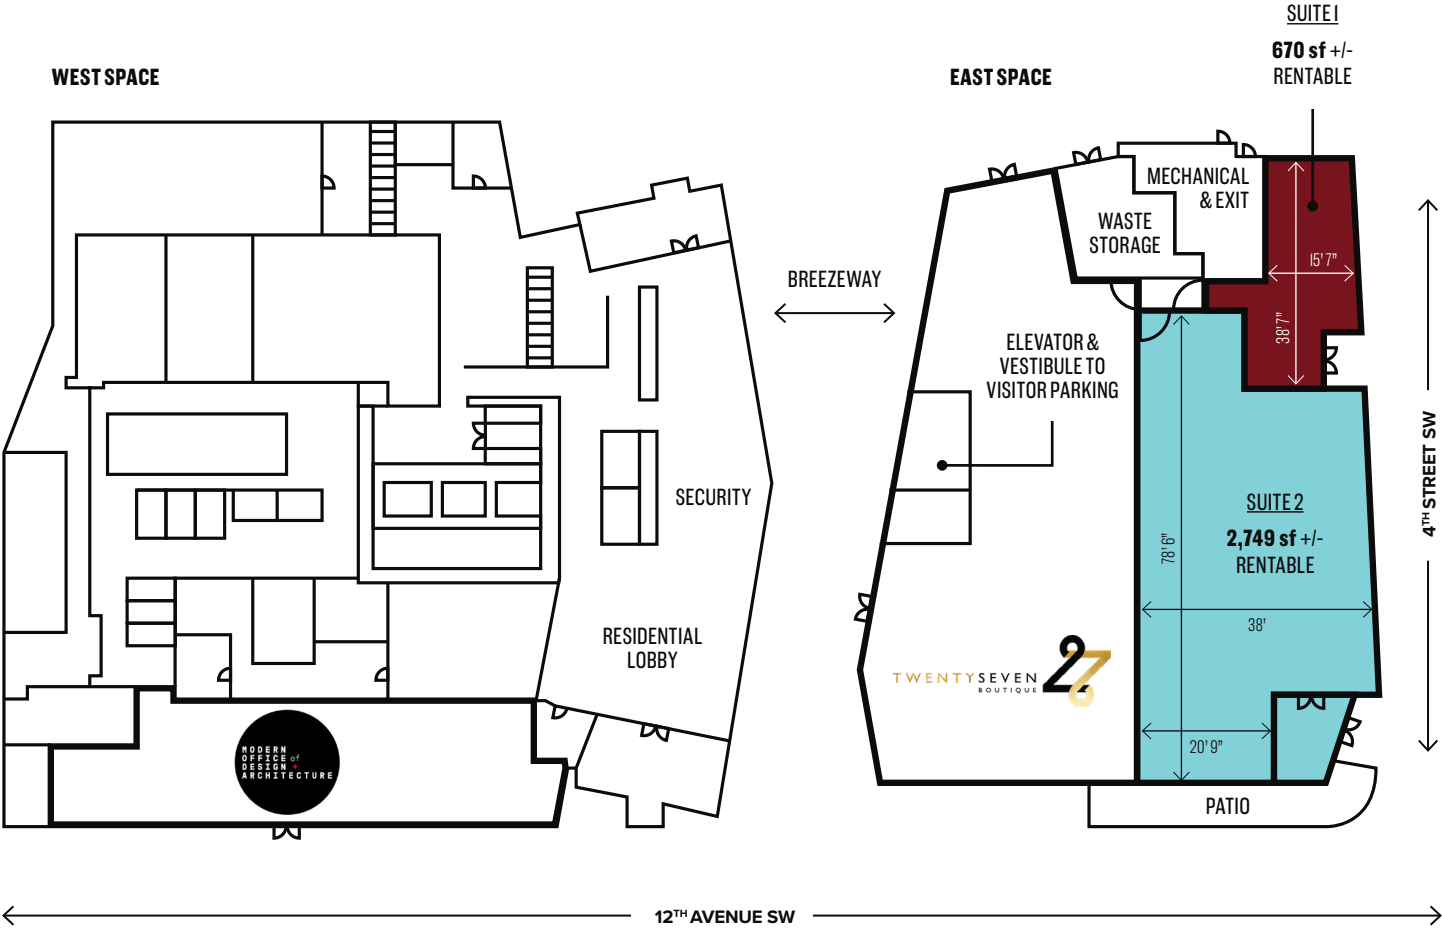 SUITE 1
670 sf +/-
RENTABLE
WEST SPACE
EAST SPACE
MECHANICAL
& EXIT
WASTE
STORAGE
BREEZEWAY
15' 7"
38' 7"
ELEVATOR &
VESTIBULE TO
VISITOR PARKING
SECURITY
SUITE 2
2,749 sf +/-
RENTABLE
4TH STREET SW
78' 6"
38'
RESIDENTIAL
LOBBY
TWENTYSEVEN 27
BOUTIQUE
MODERN
OFFICE of
DESIGN +
ARCHITECTURE
20' 9"
PATIO
12TH AVENUE SW